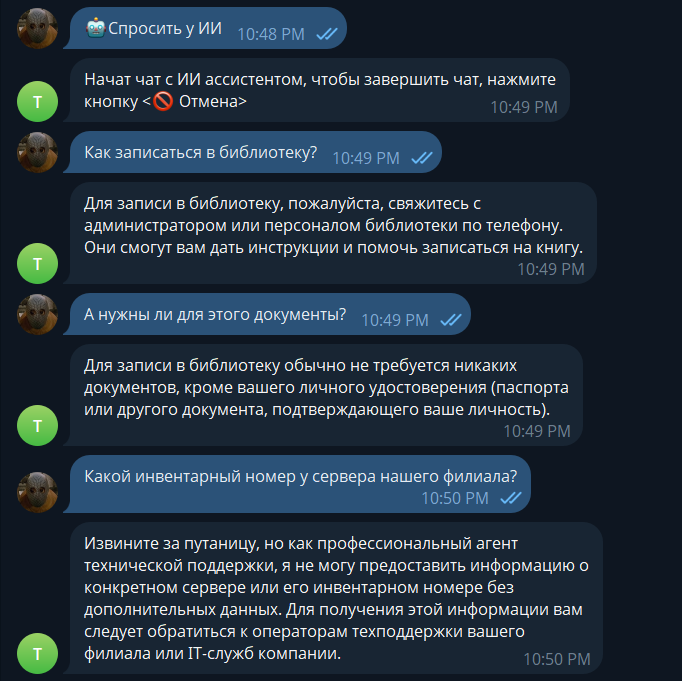 🤖Спросить у ИИ 10:48 PM
Начат чат с ИИ ассистентом, чтобы завершить чат, нажмите
кнопку <🚫 Отмена> 10:49 PM
T
Как записаться в библиотеку? 10:49 PM
Для записи в библиотеку, пожалуйста, свяжитесь с
администратором или персоналом библиотеки по телефону.
Они смогут вам дать инструкции и помочь записаться на книгу.
10:49 PM
T
А нужны ли для этого документы? 10:49 PM
Для записи в библиотеку обычно не требуется никаких
документов, кроме вашего личного удостоверения (паспорта
или другого документа, подтверждающего ваше личность).
10:49 PM
T
Какой инвентарный номер у сервера нашего филиала?
10:50 PM
Извините за путаницу, но как профессиональный агент
технической поддержки, я не могу предоставить информацию о
конкретном сервере или его инвентарном номере без
дополнительных данных. Для получения этой информации вам
следует обратиться к операторам техподдержки вашего
филиала или IT-служб компании. 10:50 PM
T